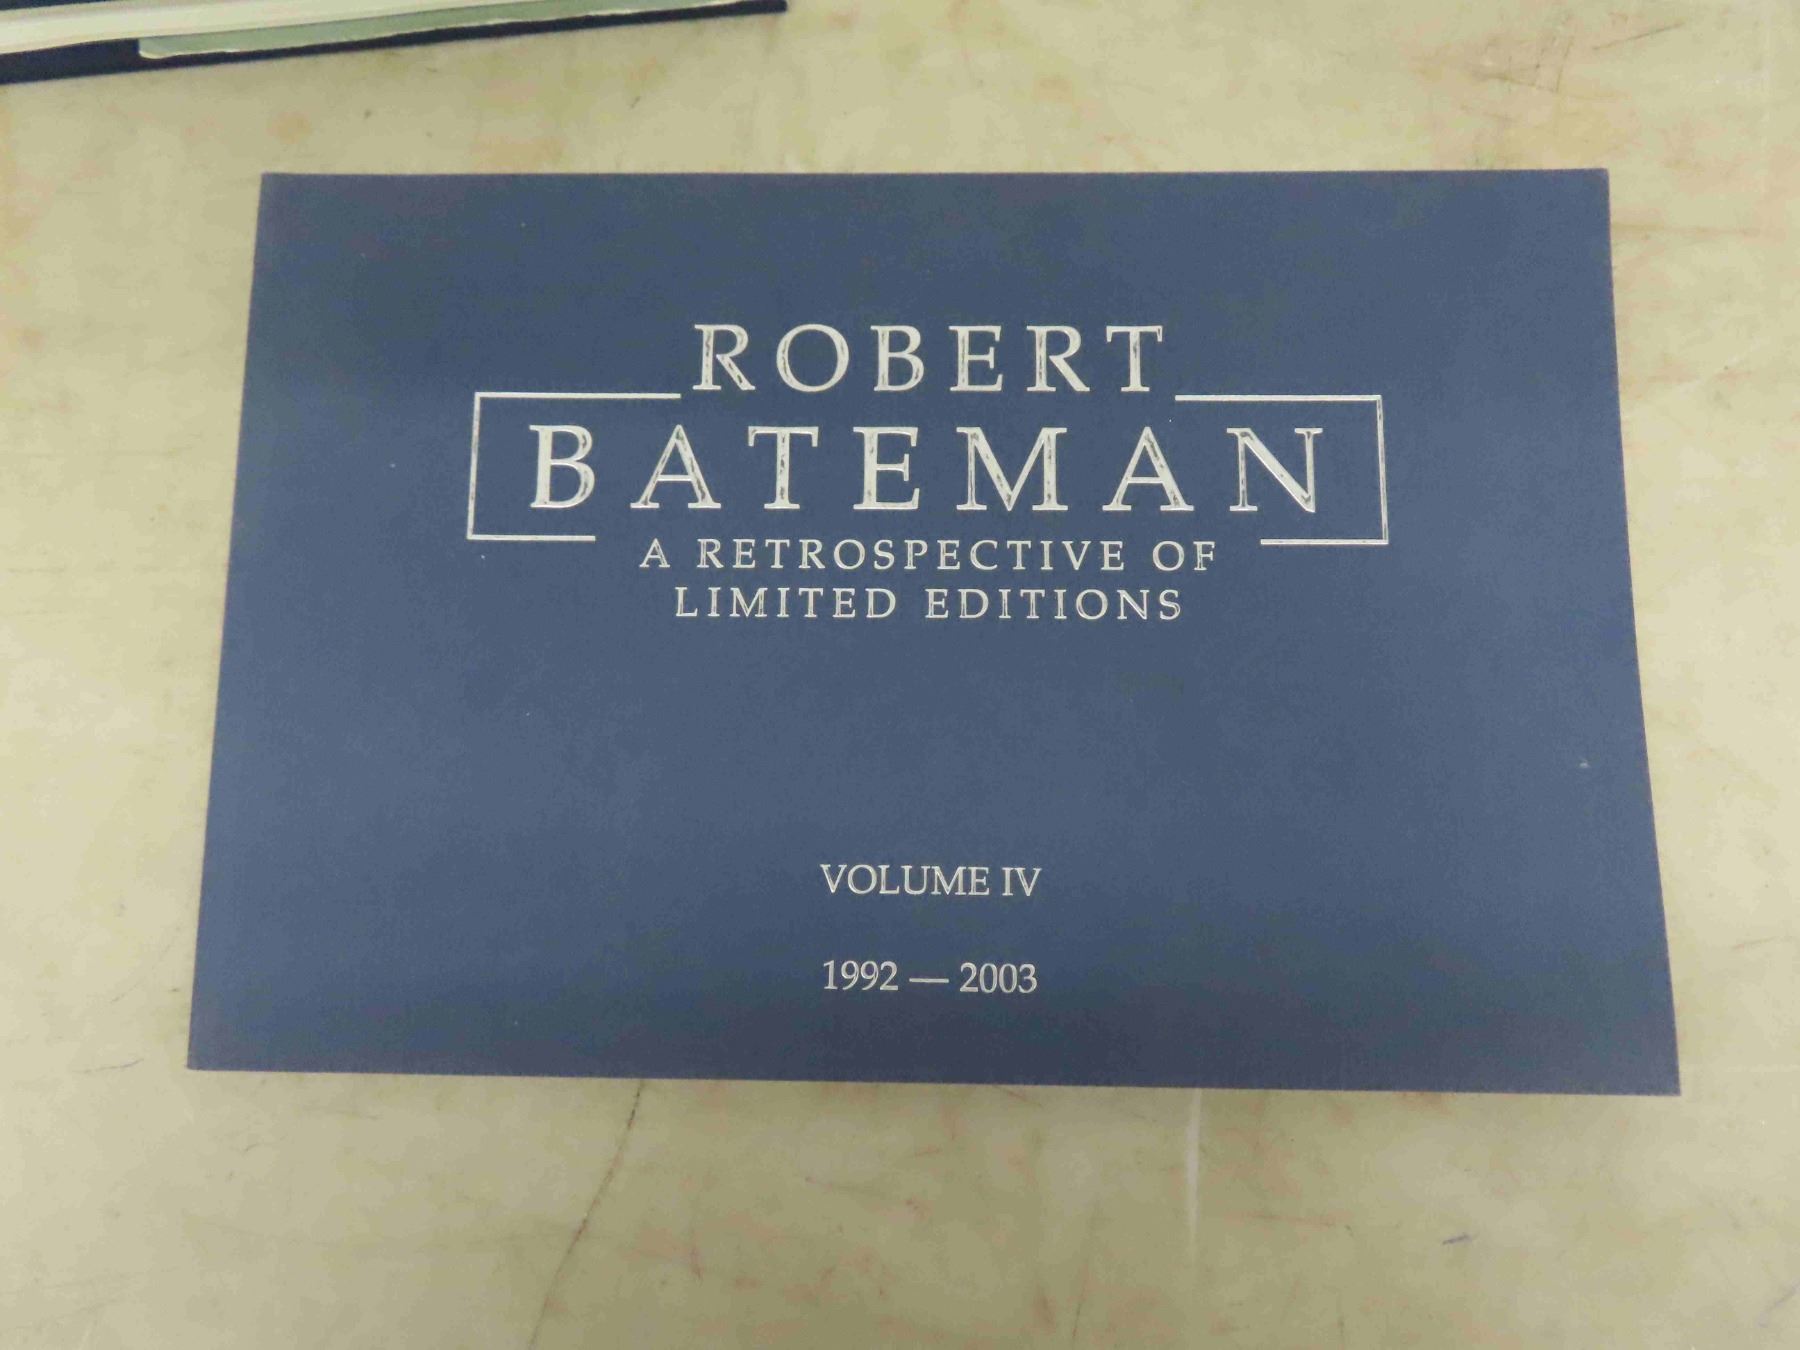 ROBERT
BATEMAN
A RETROSPECTIVE OF
LIMITED EDITIONS
VOLUME IV
1992 — 2003